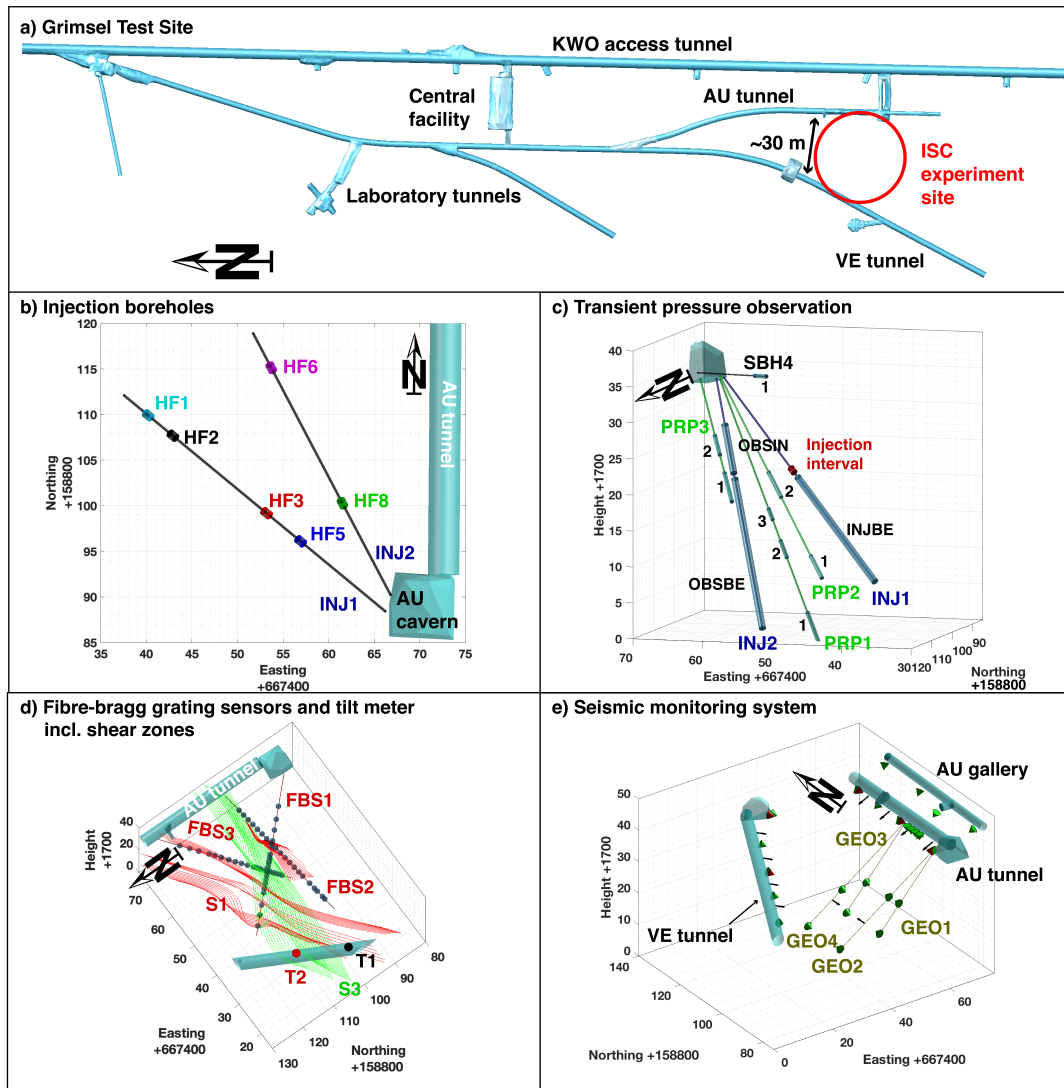 a) Grimsel Test Site
KWO access tunnel
Central
facility
AU tunnel
~30 m
ISC
experiment
site
Laboratory tunnels
VE tunnel
N
b) Injection boreholes
120
115
110
105
100
95
90
85
Northing
+158800
HF6
HF1
HF2
HF3
HF5
HF8
INJ2
INJ1
N
AU tunnel
AU
cavern
35 40 45 50 55 60 65 70 75
Easting
+667400
c) Transient pressure observation
40
35
30
25
20
15
10
5
0
Height +1700
N
SBH4
1
PRP3
2
1
OBSIN
Injection
interval
2
3
2
1
1
INJBE
OBSBE
PRP2
INJ1
INJ2
PRP1
70 60 50 40 30
120 110 100 90
Easting +667400
Northing
+158800
d) Fibre-bragg grating sensors and tilt meter
incl. shear zones
AU tunnel
40
20
0
Height
+1700
N
FBS1
FBS3
FBS2
S1
T1
T2
S3
70
60
50
40
30
20
80
90
100
110
120
130
Easting
+667400
Northing
+158800
e) Seismic monitoring system
50
40
30
20
10
0
Height +1700
N
AU gallery
GEO3
AU tunnel
VE tunnel
GEO4
GEO1
GEO2
140
120
100
80
0
20
40
60
Northing +158800
Easting +667400